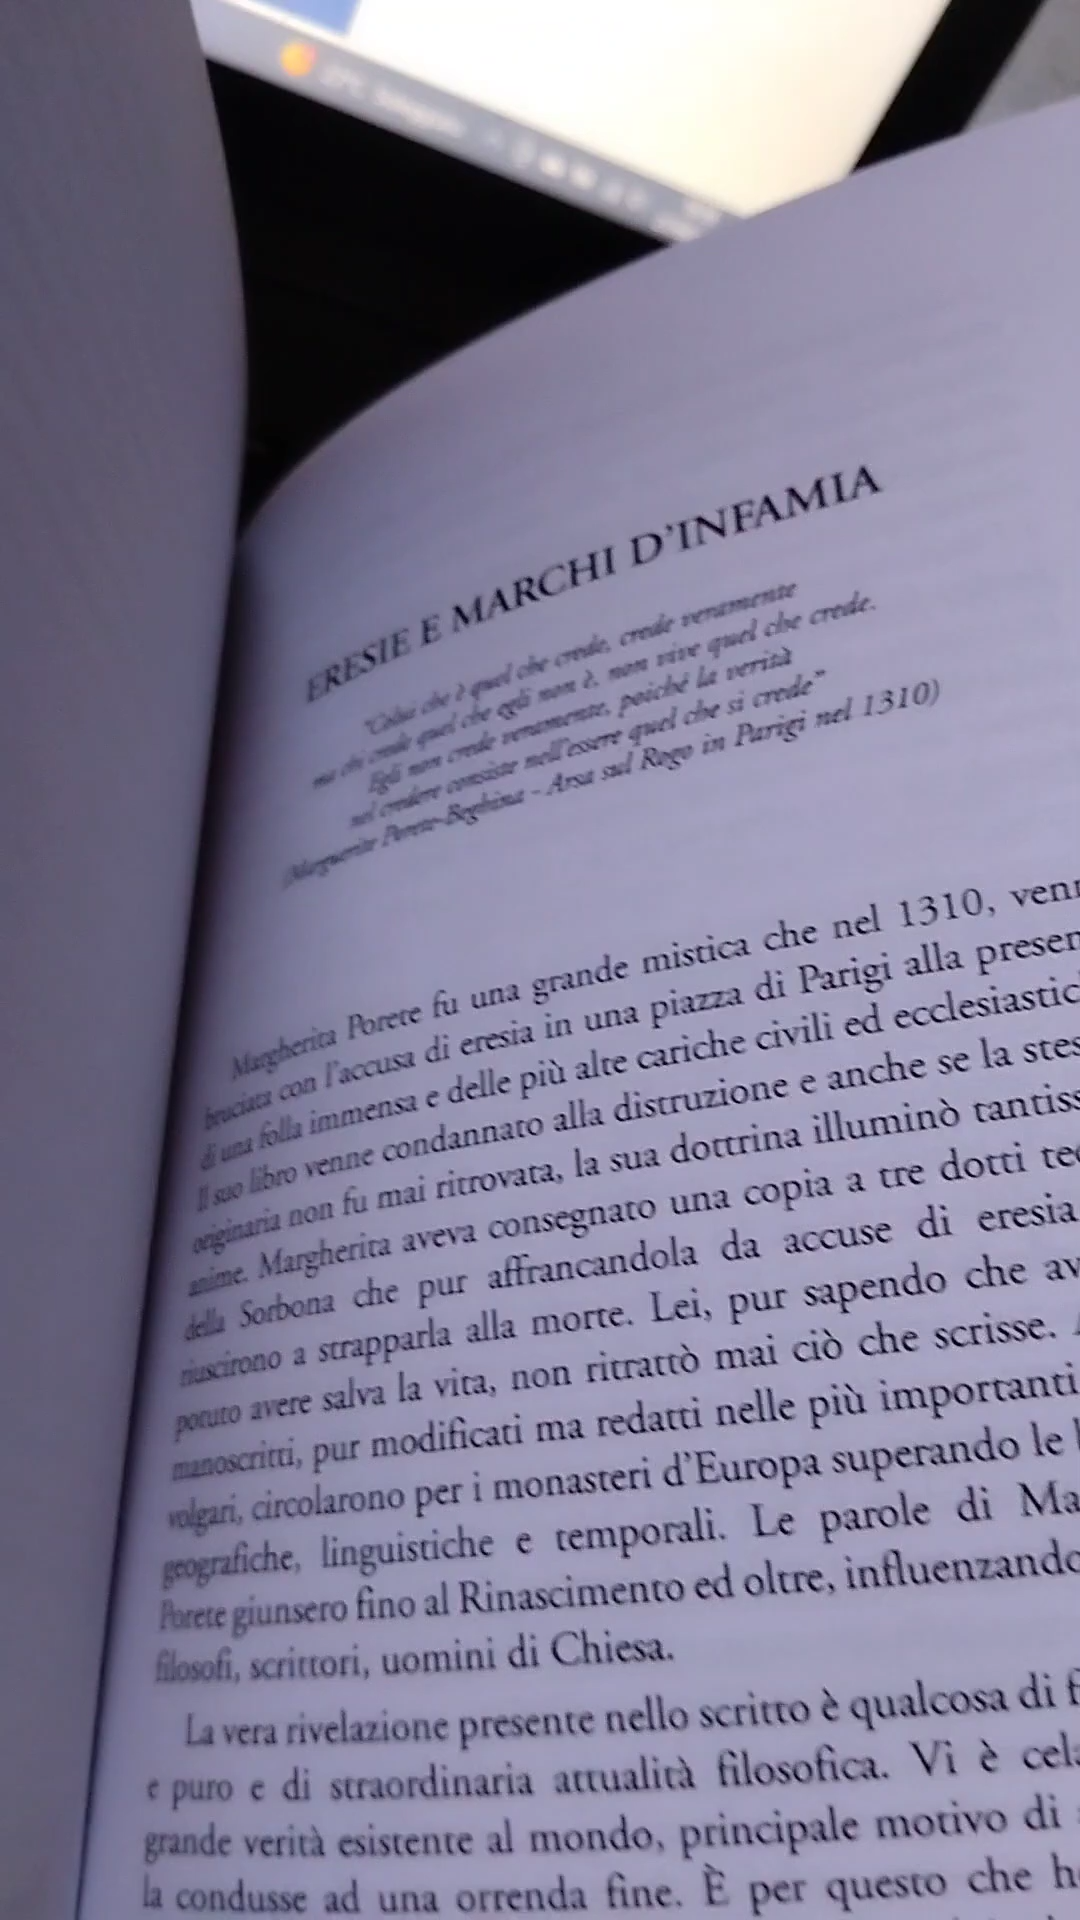 ERESIE E MARCHI D'INFAMIA
"Colui che è quel che crede, crede veramente
ma chi crede quel che egli non è, non vive quel che crede.
Egli non crede veramente, poiché la verità
nel credere consiste nell'essere quel che si crede"
(Marguerite Porete-Beghina - Arsa sul Rogo in Parigi nel 1310)
Margherita Porete fu una grande mistica che nel 1310, venn
bruciata con l'accusa di eresia in una piazza di Parigi alla presen
di una folla immensa e delle più alte cariche civili ed ecclesiastic
Il suo libro venne condannato alla distruzione e anche se la stes
originaria non fu mai ritrovata, la sua dottrina illuminò tantiss
anime. Margherita aveva consegnato una copia a tre dotti teo
della Sorbona che pur affrancandola da accuse di eresia
riuscirono a strapparla alla morte. Lei, pur sapendo che av
potuto avere salva la vita, non ritrattò mai ciò che scrisse.
manoscritti, pur modificati ma redatti nelle più importanti
volgari, circolarono per i monasteri d'Europa superando le
geografiche, linguistiche e temporali. Le parole di Ma
Porete giunsero fino al Rinascimento ed oltre, influenzando
filosofi, scrittori, uomini di Chiesa.
La vera rivelazione presente nello scritto è qualcosa di
e puro e di straordinaria attualità filosofica. Vi è cela
grande verità esistente al mondo, principale motivo di
la condusse ad una orrenda fine. È per questo che h